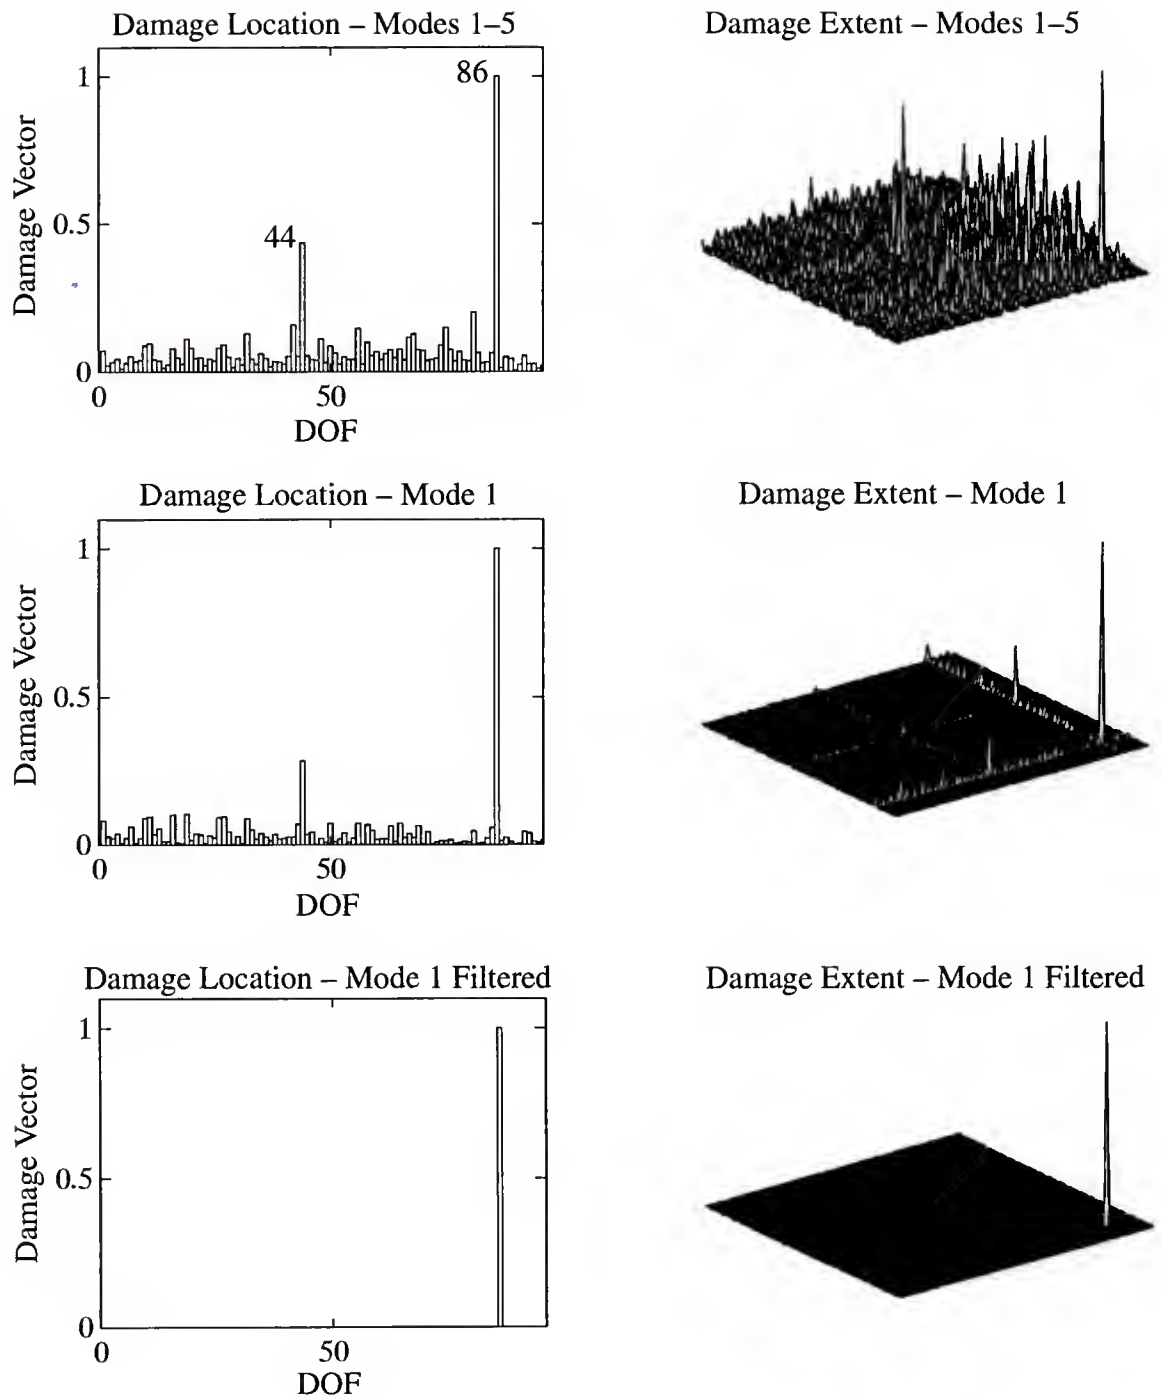 Damage Location – Modes 1–5
Damage Extent – Modes 1–5
Damage Vector
1
0.5
0
86
44
0
50
DOF
Damage Location – Mode 1
Damage Extent – Mode 1
Damage Vector
1
0.5
0
0
50
DOF
Damage Location – Mode 1 Filtered
Damage Extent – Mode 1 Filtered
Damage Vector
1
0.5
0
0
50
DOF